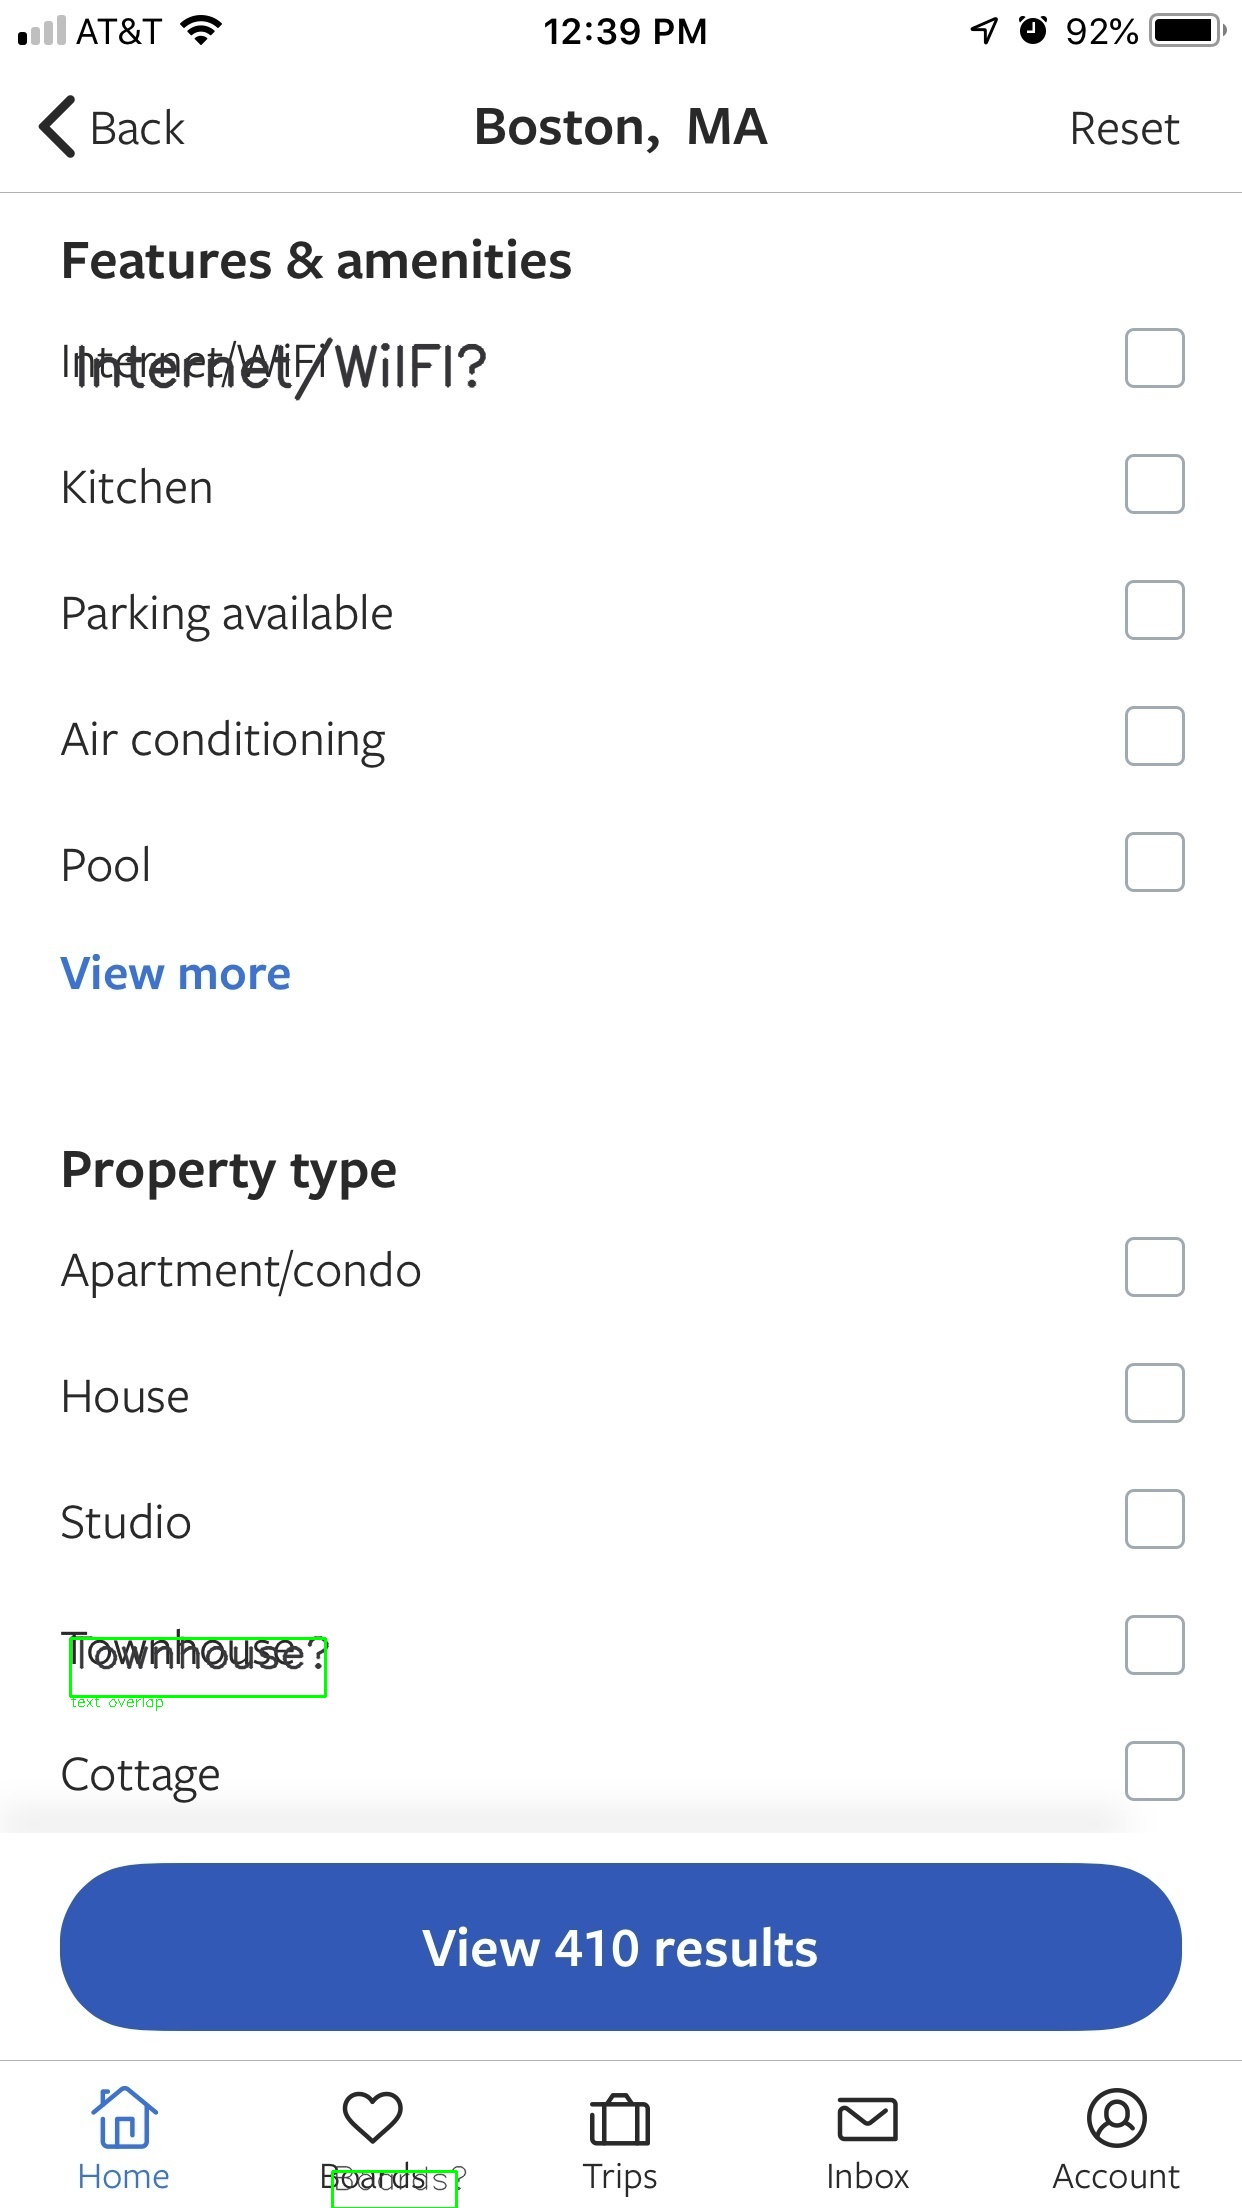 AT&T 12:39 PM 92%
Back Boston, MA Reset
Features & amenities
Internet/WiFi
Internet/WiIFI?
Kitchen
Parking available
Air conditioning
Pool
View more
Property type
Apartment/condo
House
Studio
Townhouse
Townhouse?
text overlap
Cottage
View 410 results
Home Boards Trips Inbox Account